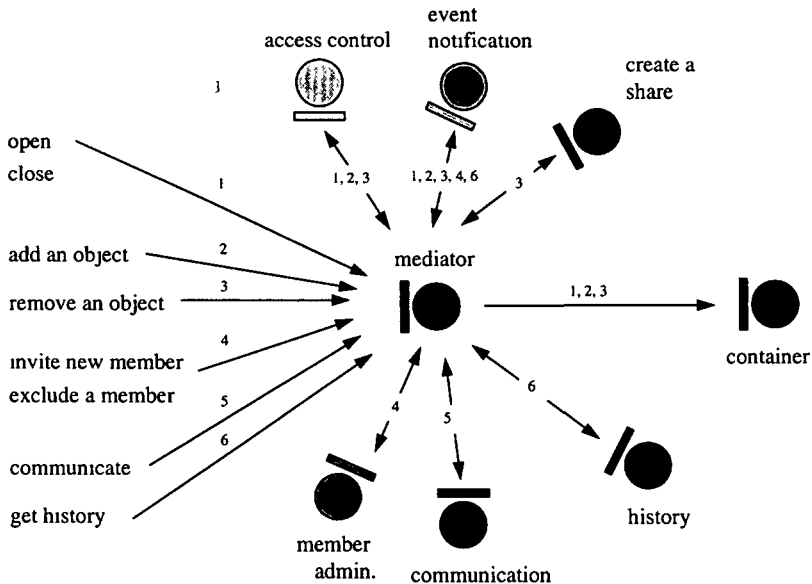 event
notification
access control
create a
share
1
open
close
1
1, 2, 3
1, 2, 3, 4, 6
3
add an object
2
mediator
remove an object
3
1, 2, 3
invite new member
4
container
exclude a member
5
6
4
5
6
communicate
get history
history
member
admin.
communication